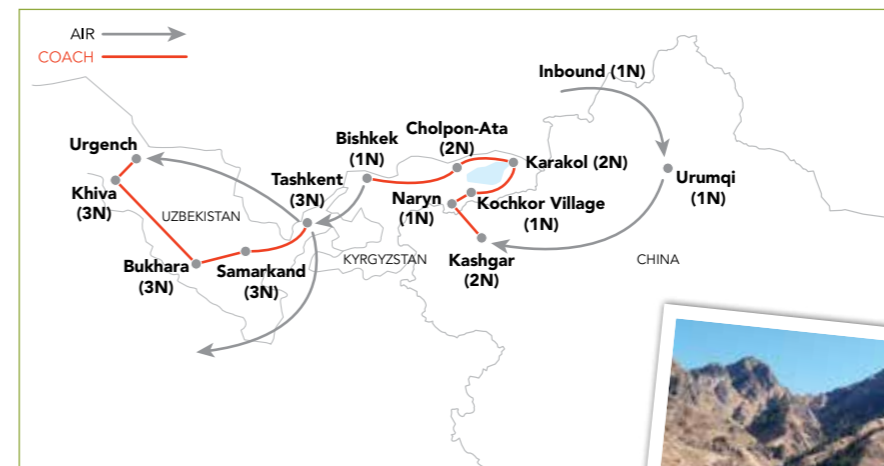 AIR
COACH
Inbound (1N)
Cholpon-Ata
(2N)
Bishkek
(1N)
Urgench
Karakol (2N)
Tashkent
(3N)
Urumqi
(1N)
Khiva
(3N)
Naryn
(1N)
Kochkor Village
(1N)
UZBEKISTAN
Bukhara
(3N)
Samarkand
(3N)
KYRGYZSTAN
Kashgar
(2N)
CHINA